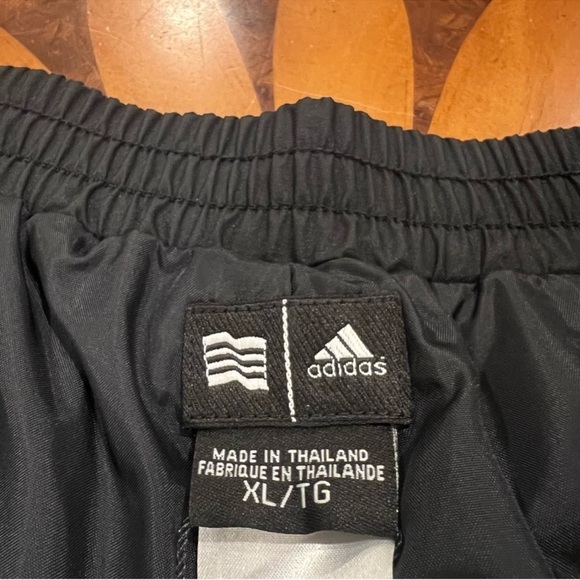 adidas
MADE IN THAILAND
FABRIQUE EN THAILANDE
XL/TG